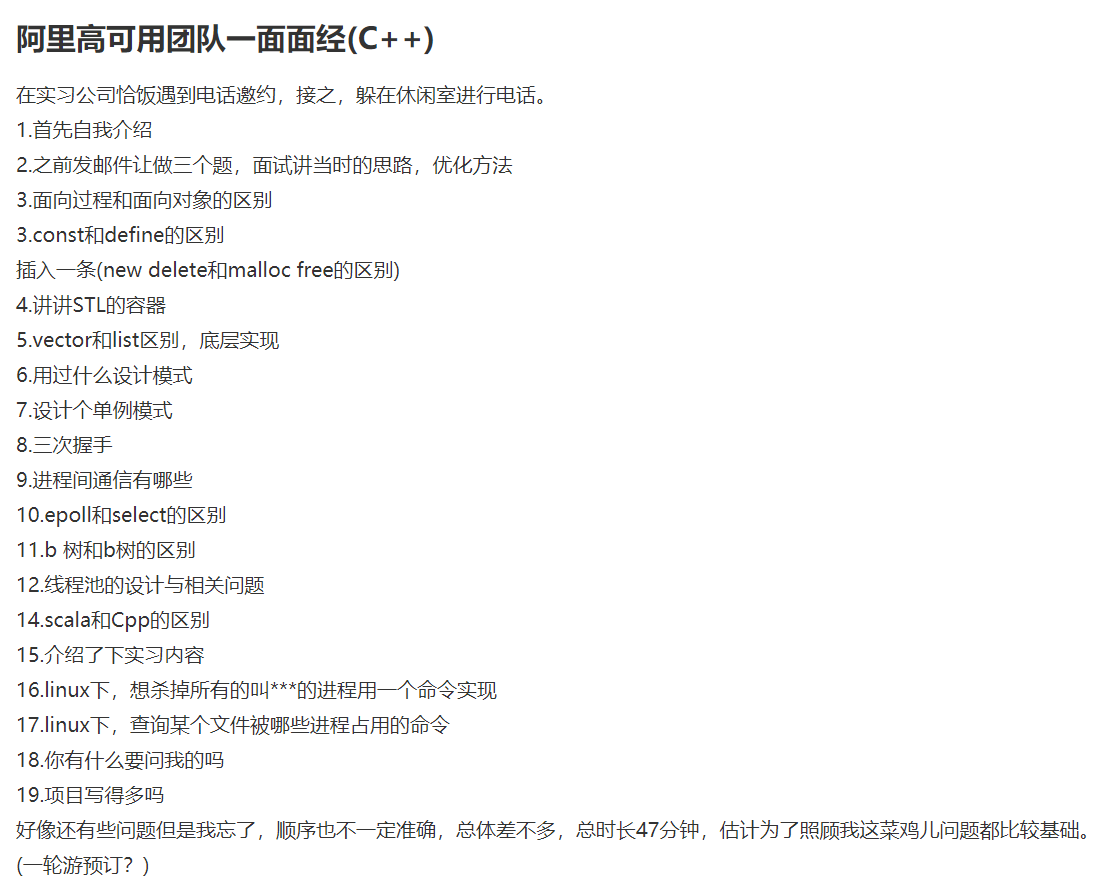 阿里高可用团队一面面经(C++)
在实习公司恰饭遇到电话邀约，接之，躲在休闲室进行电话。
1.首先自我介绍
2.之前发邮件让做三个题，面试讲当时的思路，优化方法
3.面向过程和面向对象的区别
3.const和define的区别
插入一条(new delete和malloc free的区别)
4.讲讲STL的容器
5.vector和list区别，底层实现
6.用过什么设计模式
7.设计个单例模式
8.三次握手
9.进程间通信有哪些
10.epoll和select的区别
11.b 树和b树的区别
12.线程池的设计与相关问题
14.scala和Cpp的区别
15.介绍了下实习内容
16.linux下，想杀掉所有的叫***的进程用一个命令实现
17.linux下，查询某个文件被哪些进程占用的命令
18.你有什么要问我的吗
19.项目写得多吗
好像还有些问题但是我忘了，顺序也不一定准确，总体差不多，总时长47分钟，估计为了照顾我这菜鸡儿问题都比较基础。
(一轮游预订？)